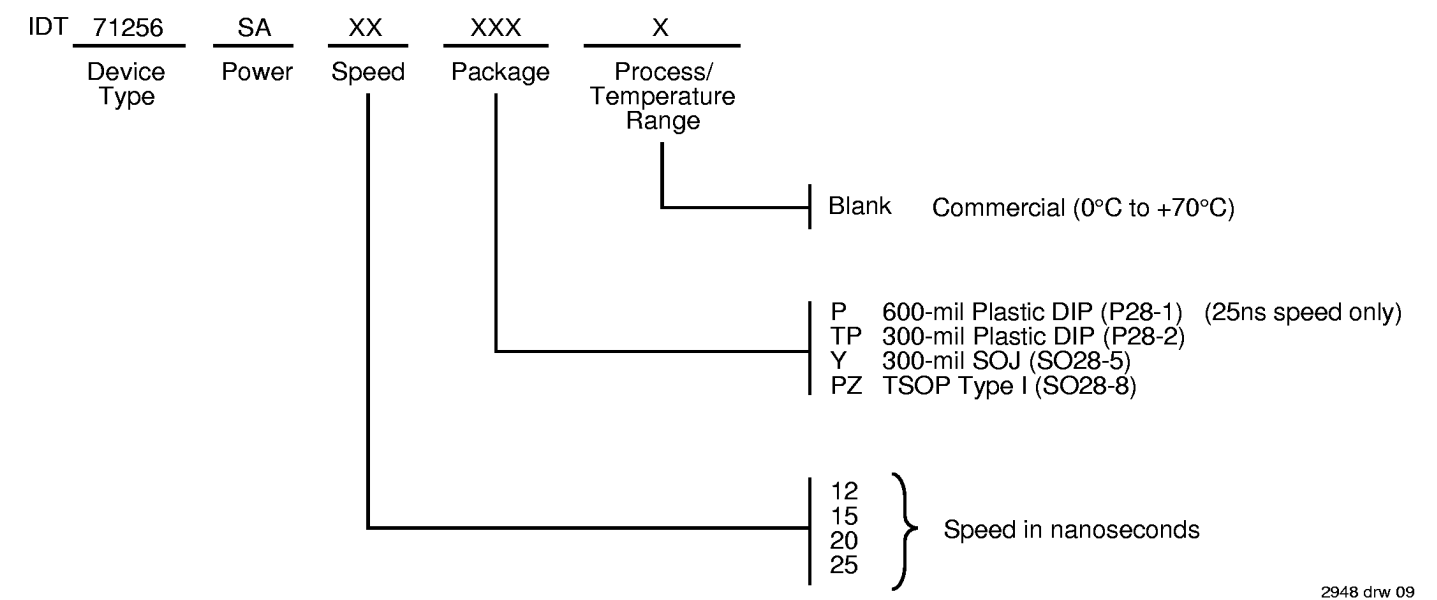 IDT 71256 SA XX XXX X
Device Type Power Speed Package Process/ Temperature Range
Blank Commercial (0°C to +70°C)
P 600-mil Plastic DIP (P28-1) (25ns speed only)
TP 300-mil Plastic DIP (P28-2)
Y 300-mil SOJ (SO28-5)
PZ TSOP Type I (SO28-8)
12
15
20
25
Speed in nanoseconds
2948 drw 09